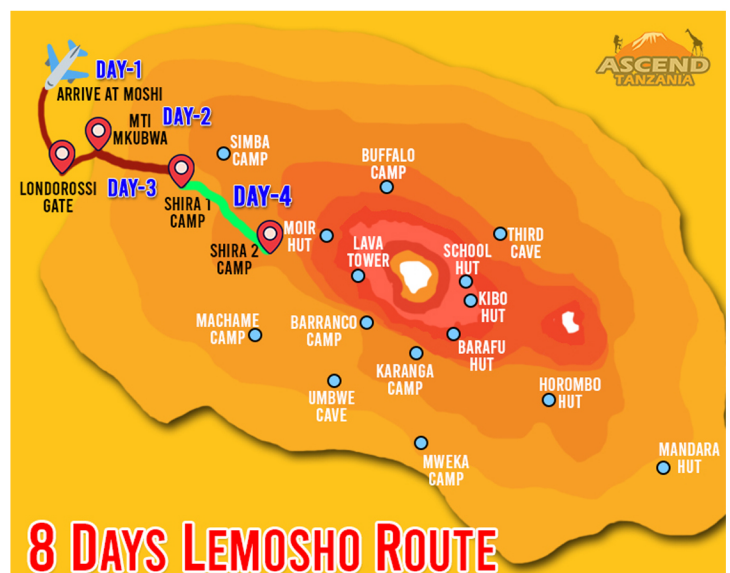 ASCEND
TANZANIA
DAY-1
ARRIVE AT MOSHI
MTI
MKUBWA
DAY-2
SIMBA
CAMP
BUFFALO
CAMP
LONDOROSSI
GATE
DAY-3
SHIRA 1
CAMP
DAY-4
SHIRA 2
CAMP
MOIR
HUT
LAVA
TOWER
SCHOOL
HUT
THIRD
CAVE
KIBO
HUT
MACHAME
CAMP
BARRANCO
CAMP
BARAFU
HUT
KARANGA
CAMP
UMBWE
CAVE
HOROMBO
HUT
MWEKA
CAMP
MANDARA
HUT
8 DAYS LEMOSHO ROUTE